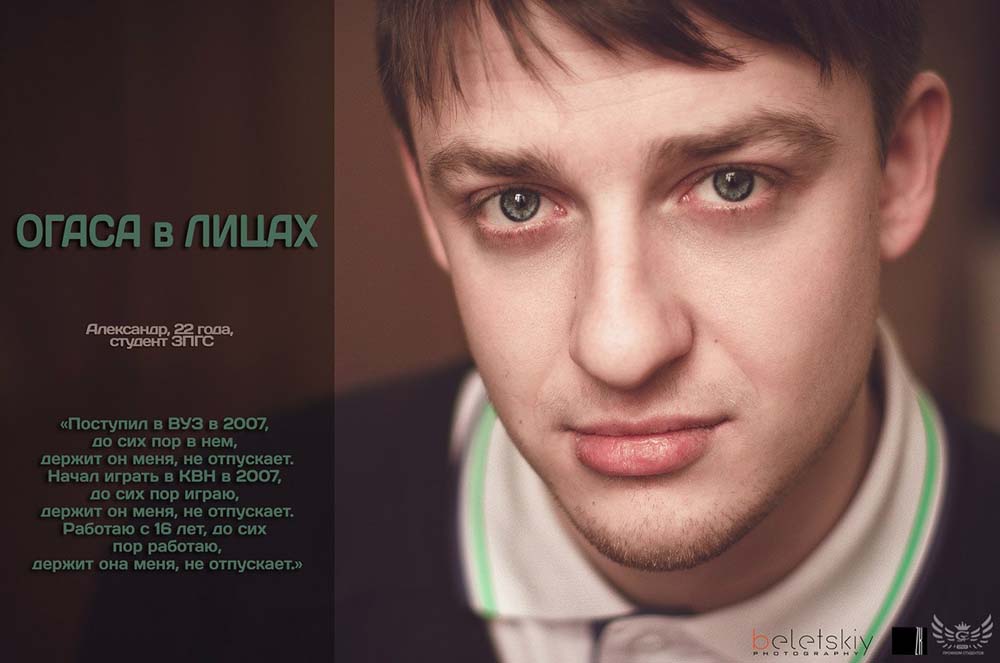 ОГАСА в ЛИЦАХ
Александр, 22 года,
студент ЗПГС
«Поступил в ВУЗ в 2007,
до сих пор в нем,
держит он меня, не отпускает.
Начал играть в КВН в 2007,
до сих пор играю,
держит он меня, не отпускает.
Работаю с 16 лет, до сих
пор работаю,
держит она меня, не отпускает.»
beletskiy
PHOTOGRAPHY
ПРОФКОМ СТУДЕНТОВ